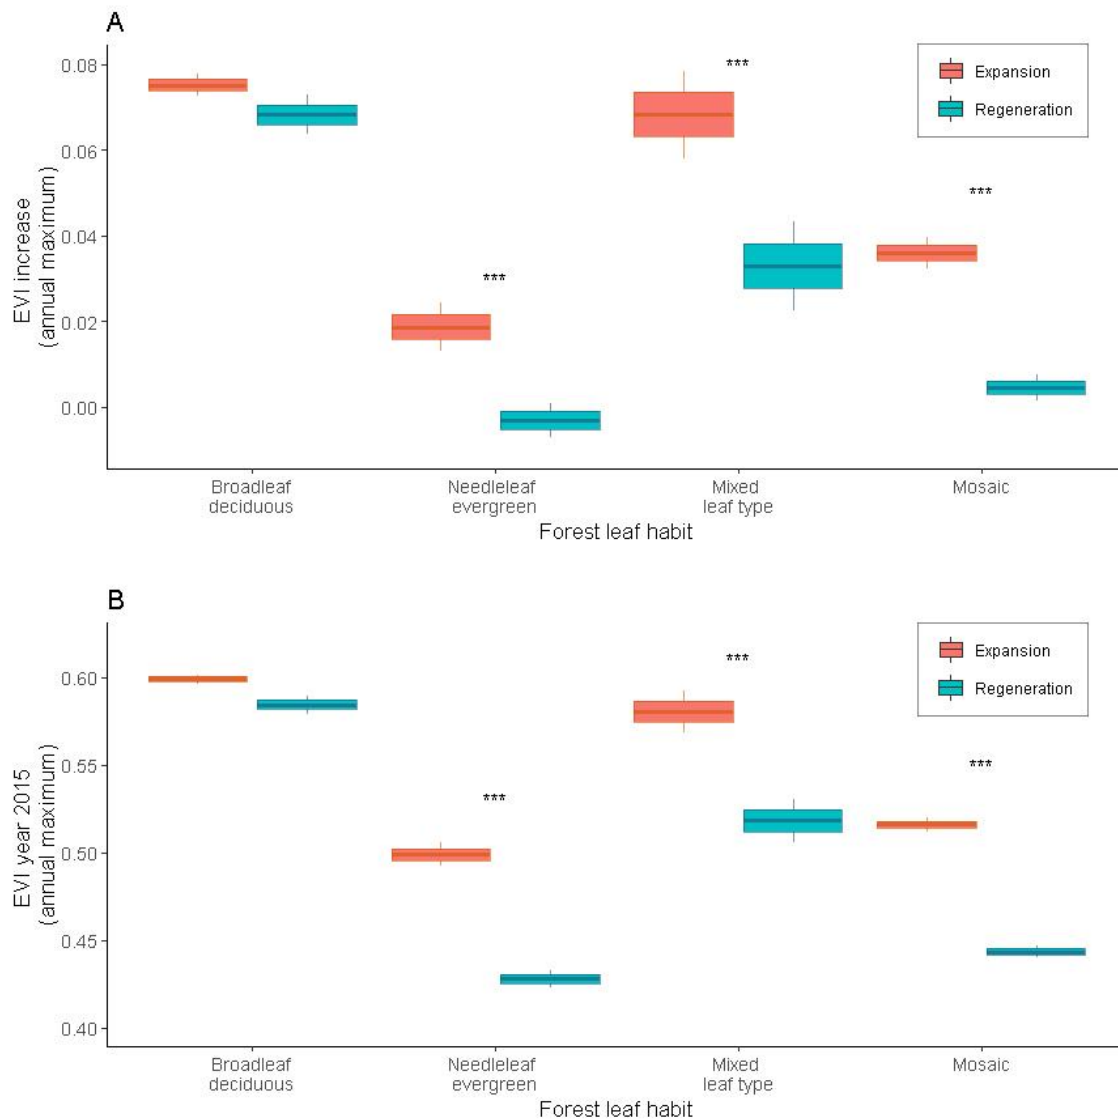 A
EVI increase
(annual maximum)
0.08
0.06
0.04
0.02
0.00
***
***
***
Expansion
Regeneration
Broadleaf
deciduous
Needleleaf
evergreen
Mixed
leaf type
Mosaic
Forest leaf habit
B
EVI year 2015
(annual maximum)
0.60
0.55
0.50
0.45
0.40
***
***
***
Expansion
Regeneration
Broadleaf
deciduous
Needleleaf
evergreen
Mixed
leaf type
Mosaic
Forest leaf habit